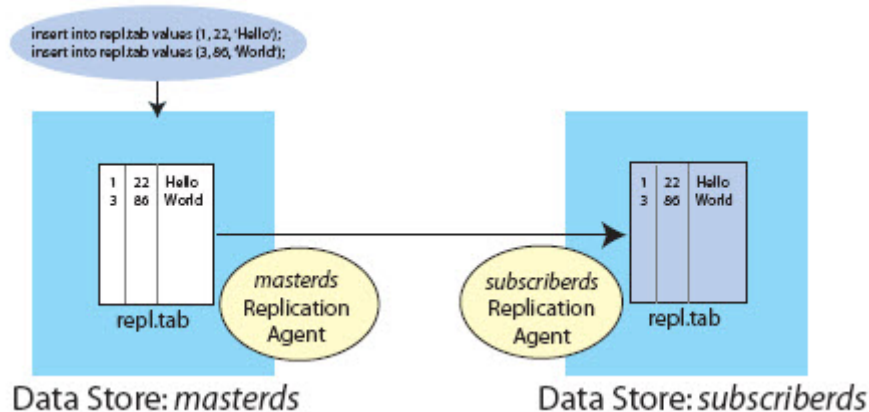 insert into repl.tab values (1, 22, 'Hello');
insert into repl.tab values (3, 86, 'World');
1 22 Hello
3 86 World
repl.tab
masterds
Replication
Agent
Data Store: masterds
1 22 Hello
3 86 World
subscriberds
Replication
Agent
repl.tab
Data Store: subscriberds